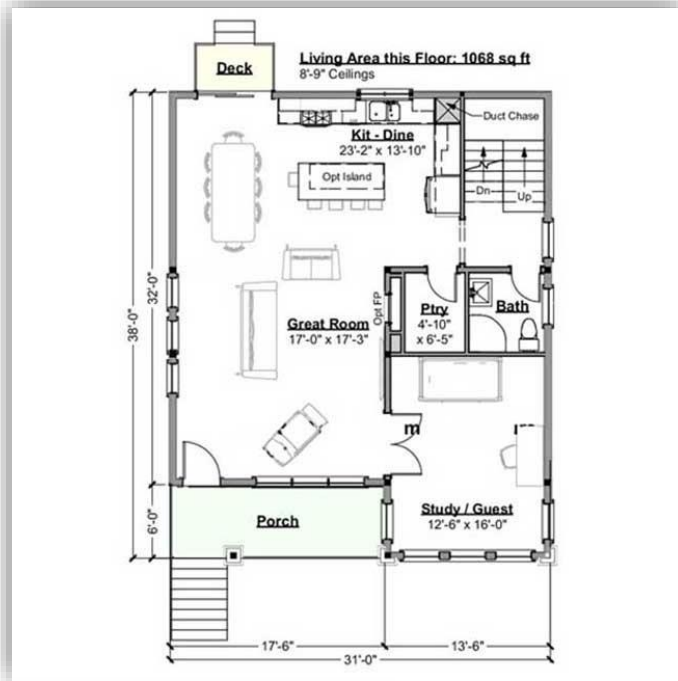 Living Area this Floor: 1068 sq ft
8'-9" Ceilings
Deck
Duct Chase
Kit - Dine
23'-2" x 13'-10"
Opt Island
Dn
Up
32'-0"
38'-0"
Great Room
17'-0" x 17'-3"
Opt FP
Ptry
4'-10"
x 6'-5"
Bath
m
Study / Guest
12'-6" x 16'-0"
Porch
6'-0"
17'-6"
13'-6"
31'-0"